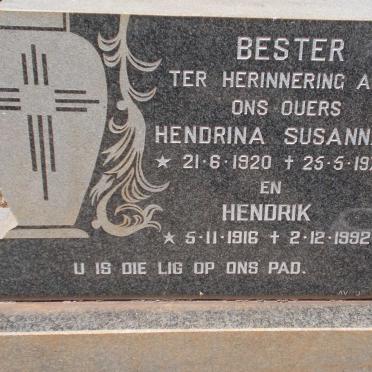 BESTER
TER HERINNERING A
ONS OUERS
HENDRINA SUSANN
★ 21·6·1920 † 25·5·19
EN
HENDRIK
★ 5·11·1916 † 2·12·1992
U IS DIE LIG OP ONS PAD.